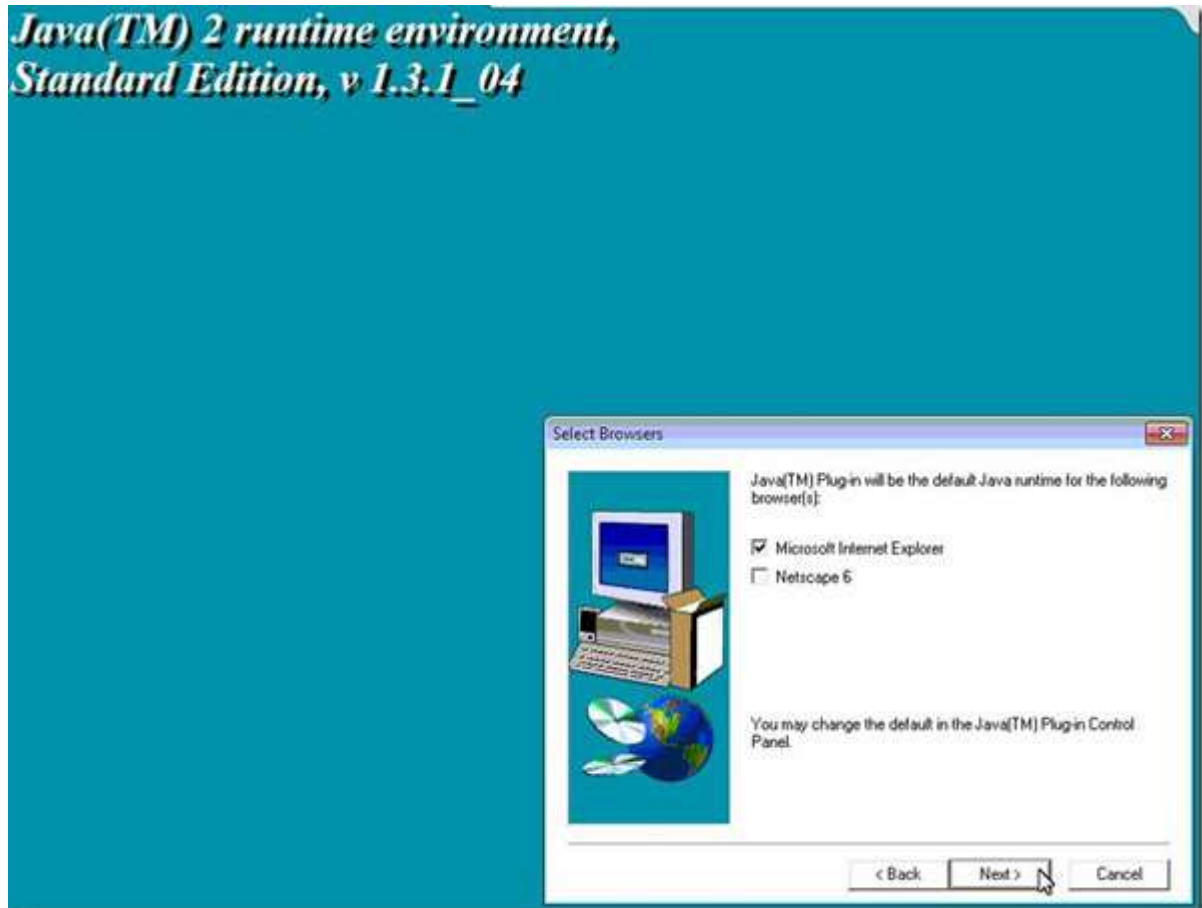 Java(TM) 2 runtime environment,
Standard Edition, v 1.3.1_04
Select Browsers
Java(TM) Plug-in will be the default Java runtime for the following
browser(s):
Microsoft Internet Explorer
Netscape 6
You may change the default in the Java(TM) Plug-in Control
Panel.
< Back Next > Cancel